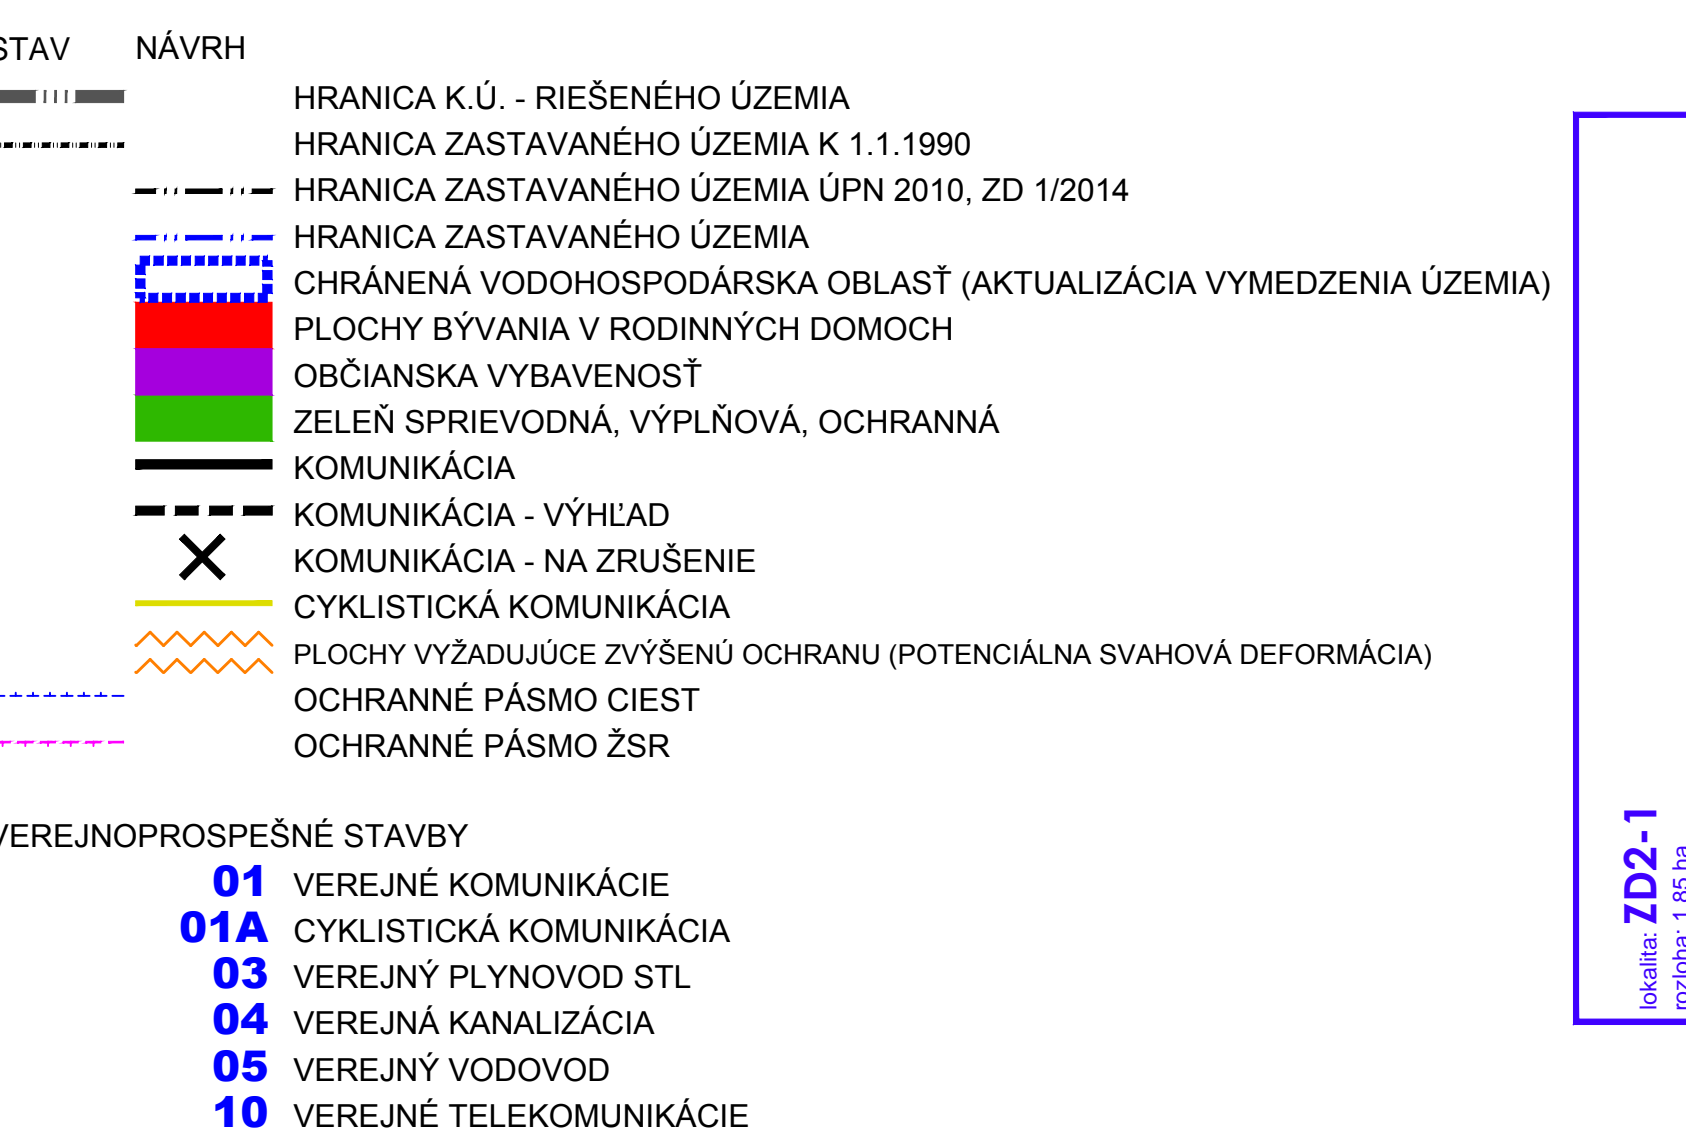 STAV NÁVRH
HRANICA K.Ú. - RIEŠENÉHO ÚZEMIA
HRANICA ZASTAVANÉHO ÚZEMIA K 1.1.1990
HRANICA ZASTAVANÉHO ÚZEMIA ÚPN 2010, ZD 1/2014
HRANICA ZASTAVANÉHO ÚZEMIA
CHRÁNENÁ VODOHOSPODÁRSKA OBLASŤ (AKTUALIZÁCIA VYMEDZENIA ÚZEMIA)
PLOCHY BÝVANIA V RODINNÝCH DOMOCH
OBČIANSKA VYBAVENOSŤ
ZELEŇ SPRIEVODNÁ, VÝPLŇOVÁ, OCHRANNÁ
KOMUNIKÁCIA
KOMUNIKÁCIA - VÝHĽAD
KOMUNIKÁCIA - NA ZRUŠENIE
CYKLISTICKÁ KOMUNIKÁCIA
PLOCHY VYŽADUJÚCE ZVÝŠENÚ OCHRANU (POTENCIÁLNA SVAHOVÁ DEFORMÁCIA)
OCHRANNÉ PÁSMO CIEST
OCHRANNÉ PÁSMO ŽSR
VEREJNOPROSPEŠNÉ STAVBY
01 VEREJNÉ KOMUNIKÁCIE
01A CYKLISTICKÁ KOMUNIKÁCIA
03 VEREJNÝ PLYNOVOD STL
04 VEREJNÁ KANALIZÁCIA
05 VEREJNÝ VODOVOD
10 VEREJNÉ TELEKOMUNIKÁCIE
lokalita: ZD2-1
rozloha: 1,85 ha